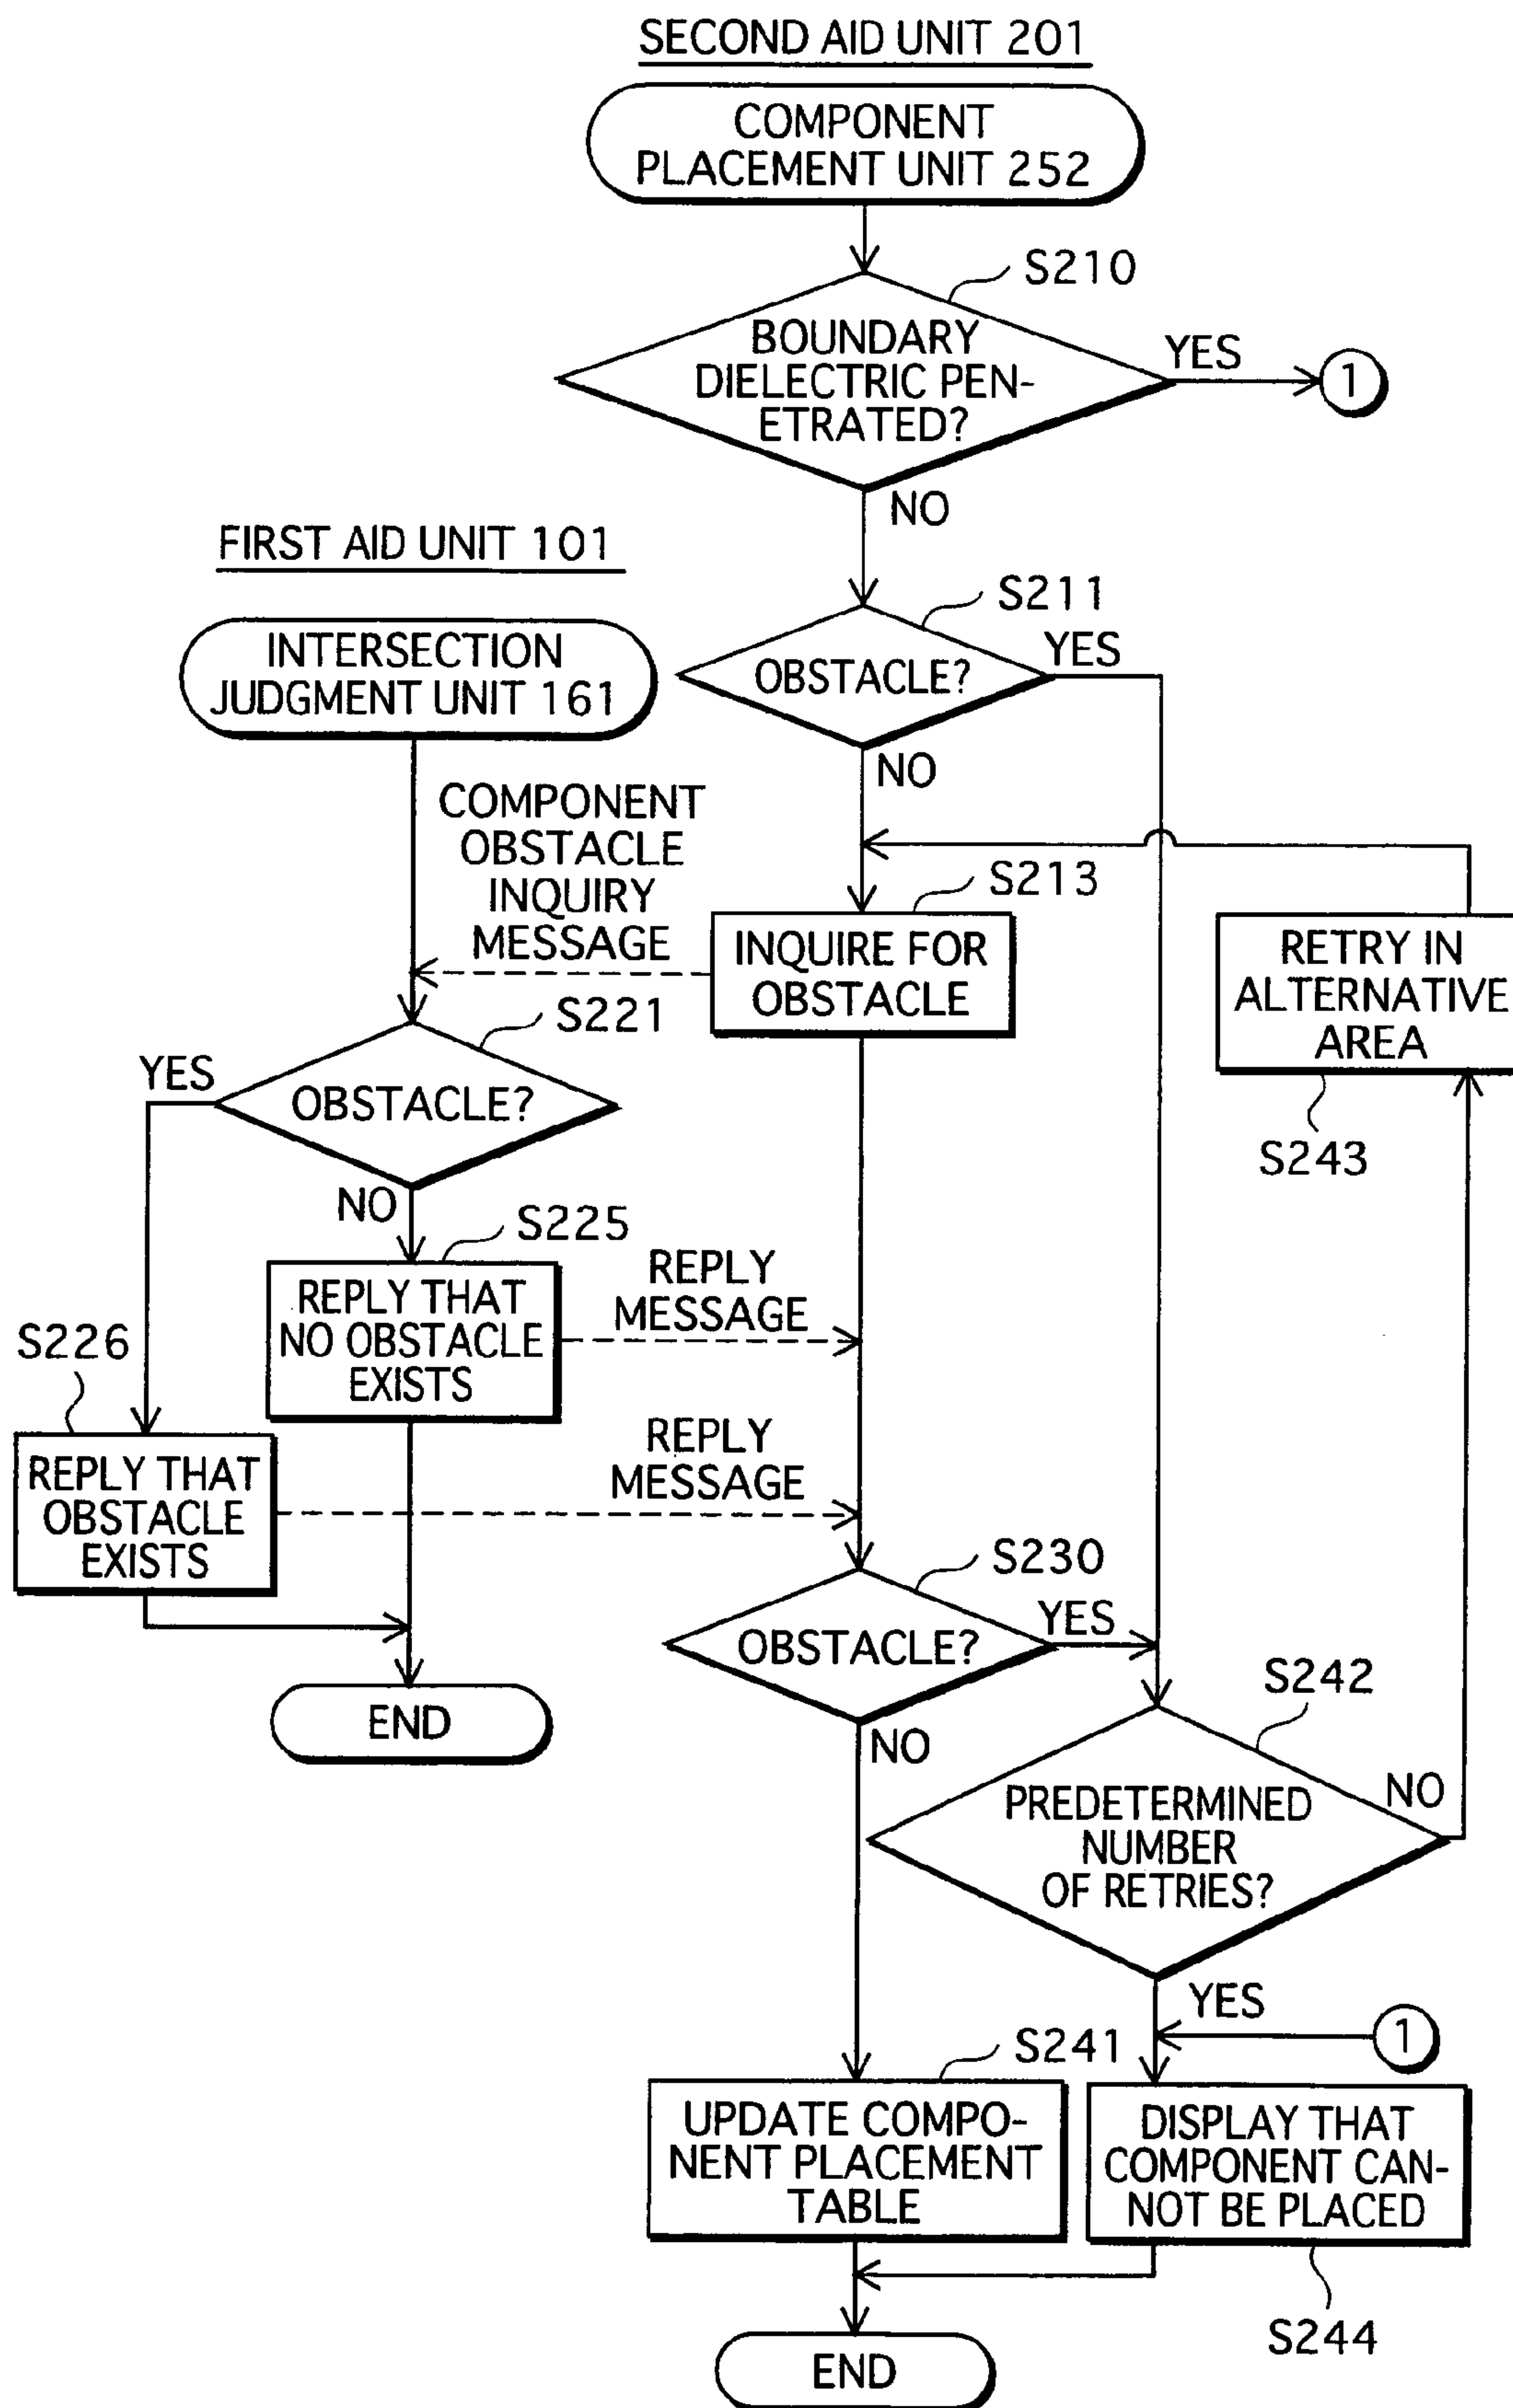 SECOND AID UNIT 201
COMPONENT
PLACEMENT UNIT 252
S210
BOUNDARY
DIELECTRIC PEN-
ETRATED?
YES
1
NO
FIRST AID UNIT 101
S211
INTERSECTION
JUDGMENT UNIT 161
OBSTACLE?
YES
NO
COMPONENT
OBSTACLE
INQUIRY
MESSAGE
S213
INQUIRE FOR
OBSTACLE
RETRY IN
ALTERNATIVE
AREA
S243
S221
YES
OBSTACLE?
NO
S225
REPLY THAT
NO OBSTACLE
EXISTS
REPLY
MESSAGE
S226
REPLY THAT
OBSTACLE
EXISTS
REPLY
MESSAGE
S230
OBSTACLE?
YES
NO
END
S242
PREDETERMINED
NUMBER
OF RETRIES?
NO
YES
1
S241
UPDATE COMPO-
NENT PLACEMENT
TABLE
DISPLAY THAT
COMPONENT CAN-
NOT BE PLACED
S244
END